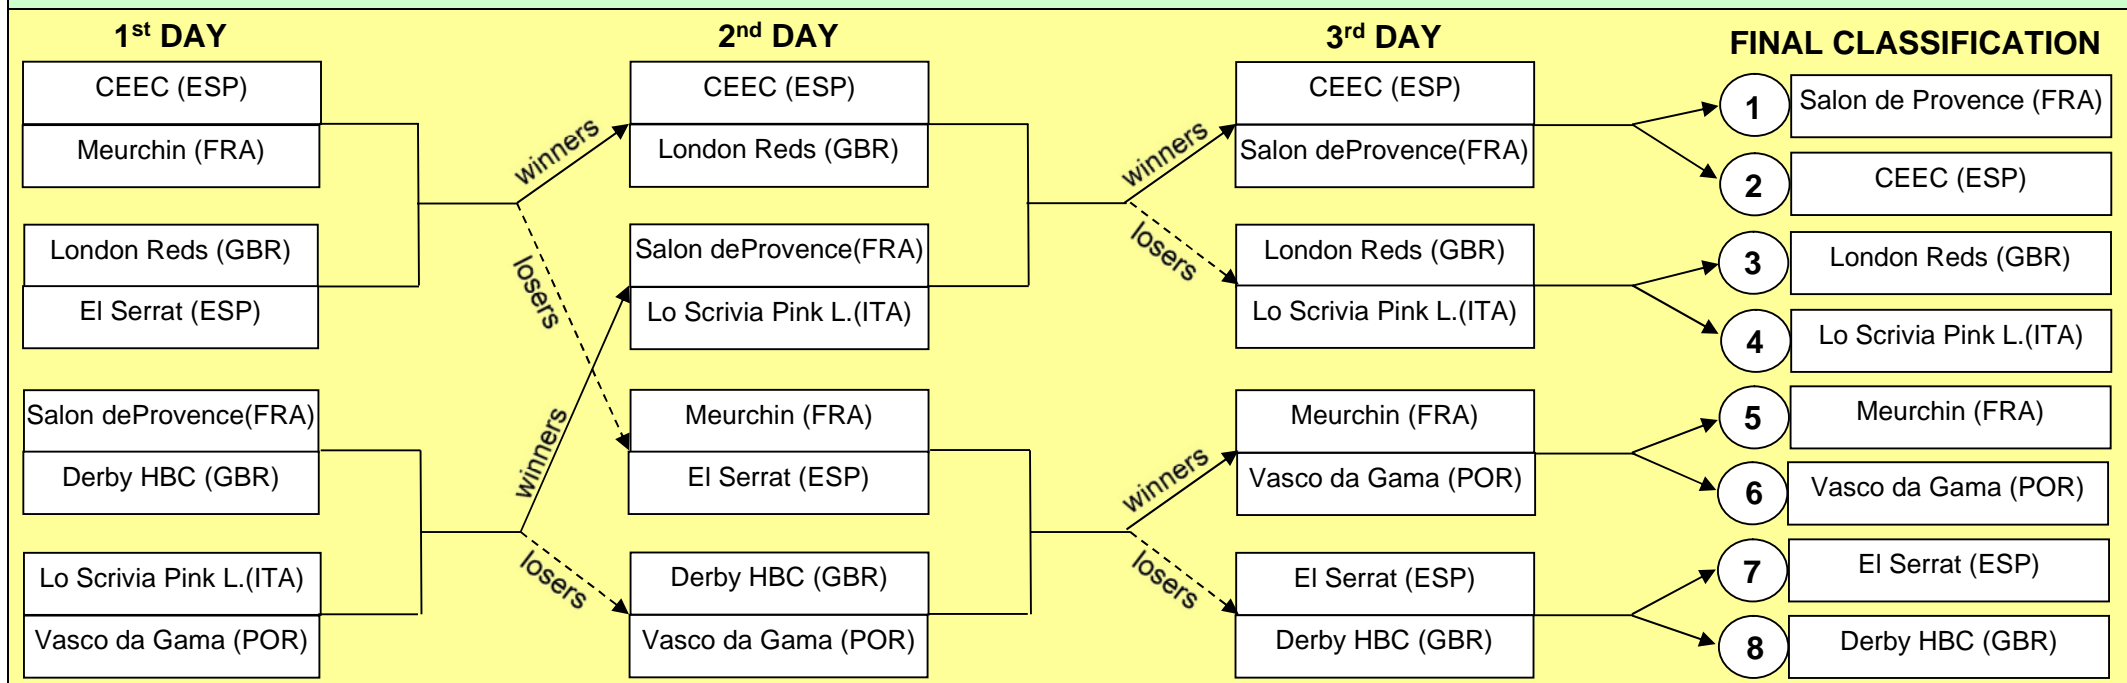 1st DAY
CEEC (ESP)
Meurchin (FRA)
London Reds (GBR)
El Serrat (ESP)
Salon deProvence(FRA)
Derby HBC (GBR)
Lo Scrivia Pink L.(ITA)
Vasco da Gama (POR)
winners
losers
winners
losers
2nd DAY
CEEC (ESP)
London Reds (GBR)
Salon deProvence(FRA)
Lo Scrivia Pink L.(ITA)
Meurchin (FRA)
El Serrat (ESP)
Derby HBC (GBR)
Vasco da Gama (POR)
winners
losers
winners
losers
3rd DAY
CEEC (ESP)
Salon deProvence(FRA)
London Reds (GBR)
Lo Scrivia Pink L.(ITA)
Meurchin (FRA)
Vasco da Gama (POR)
El Serrat (ESP)
Derby HBC (GBR)
FINAL CLASSIFICATION
1 Salon de Provence (FRA)
2 CEEC (ESP)
3 London Reds (GBR)
4 Lo Scrivia Pink L.(ITA)
5 Meurchin (FRA)
6 Vasco da Gama (POR)
7 El Serrat (ESP)
8 Derby HBC (GBR)